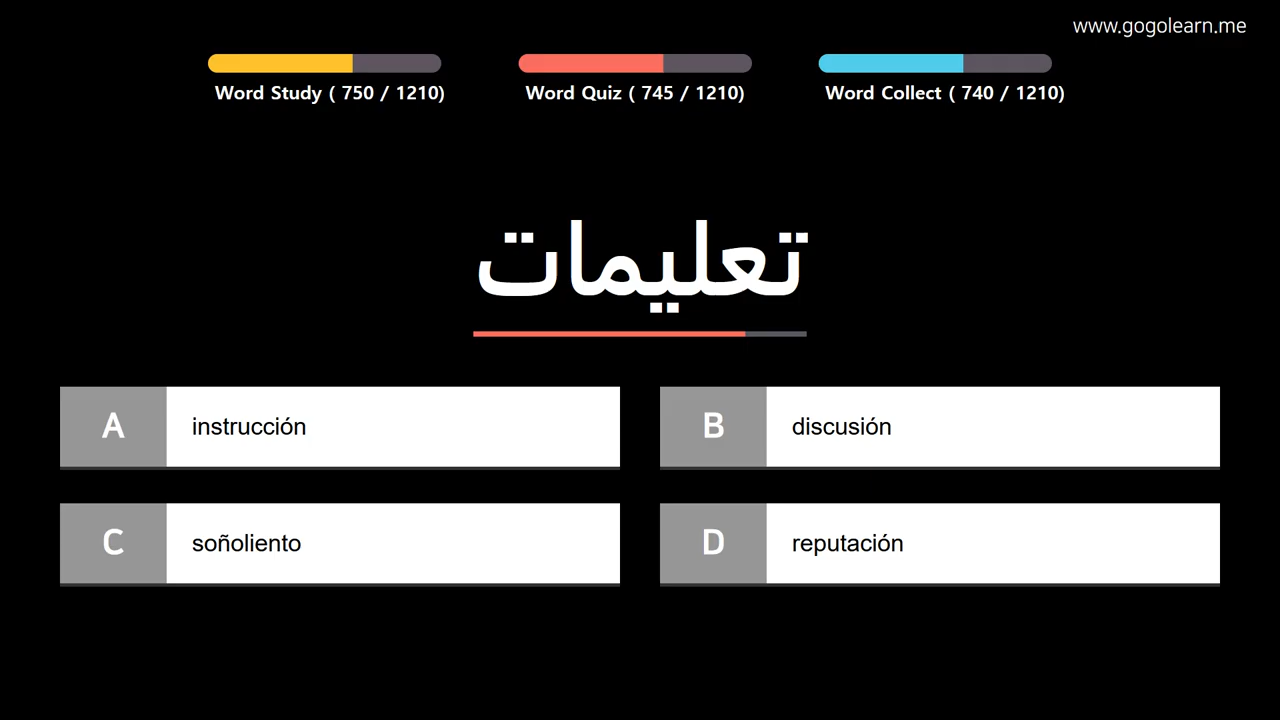 www.gogolearn.me
Word Study ( 750 / 1210)
Word Quiz ( 745 / 1210)
Word Collect ( 740 / 1210)
تعليمات
A instrucción
B discusión
C soñoliento
D reputación